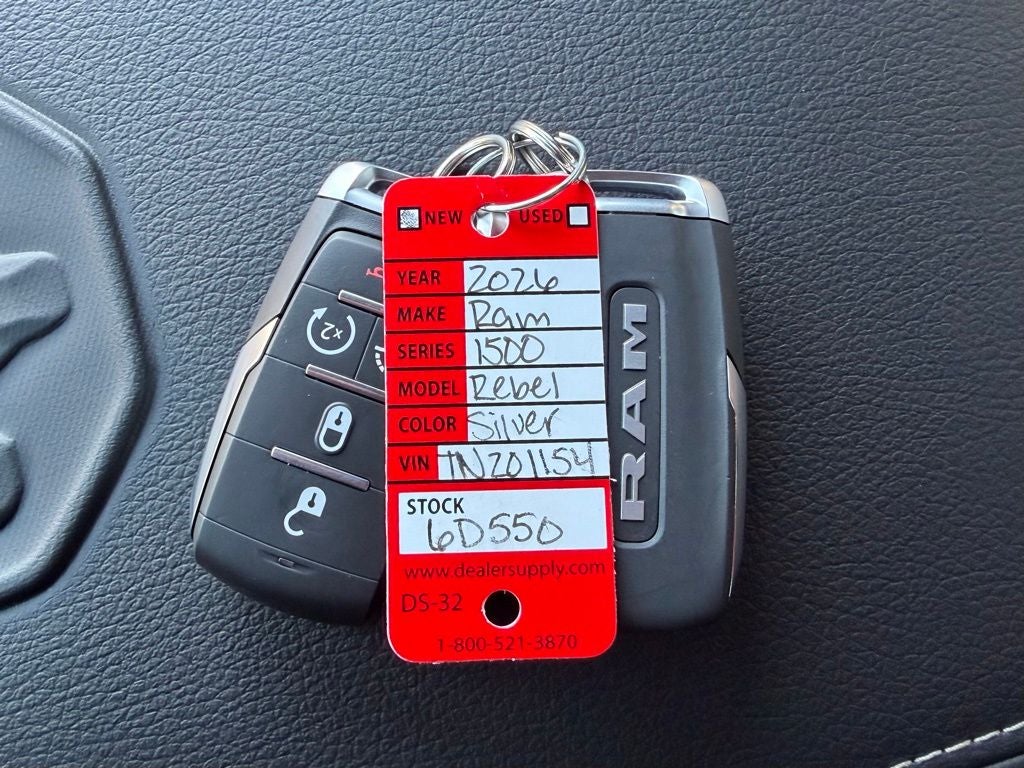 NEW USED
YEAR 2026
MAKE Ram
SERIES 1500
MODEL Rebel
COLOR Silver
VIN TN201154
STOCK
6D550
www.dealersupply.com
DS-32
1-800-521-3870
x2
RAM